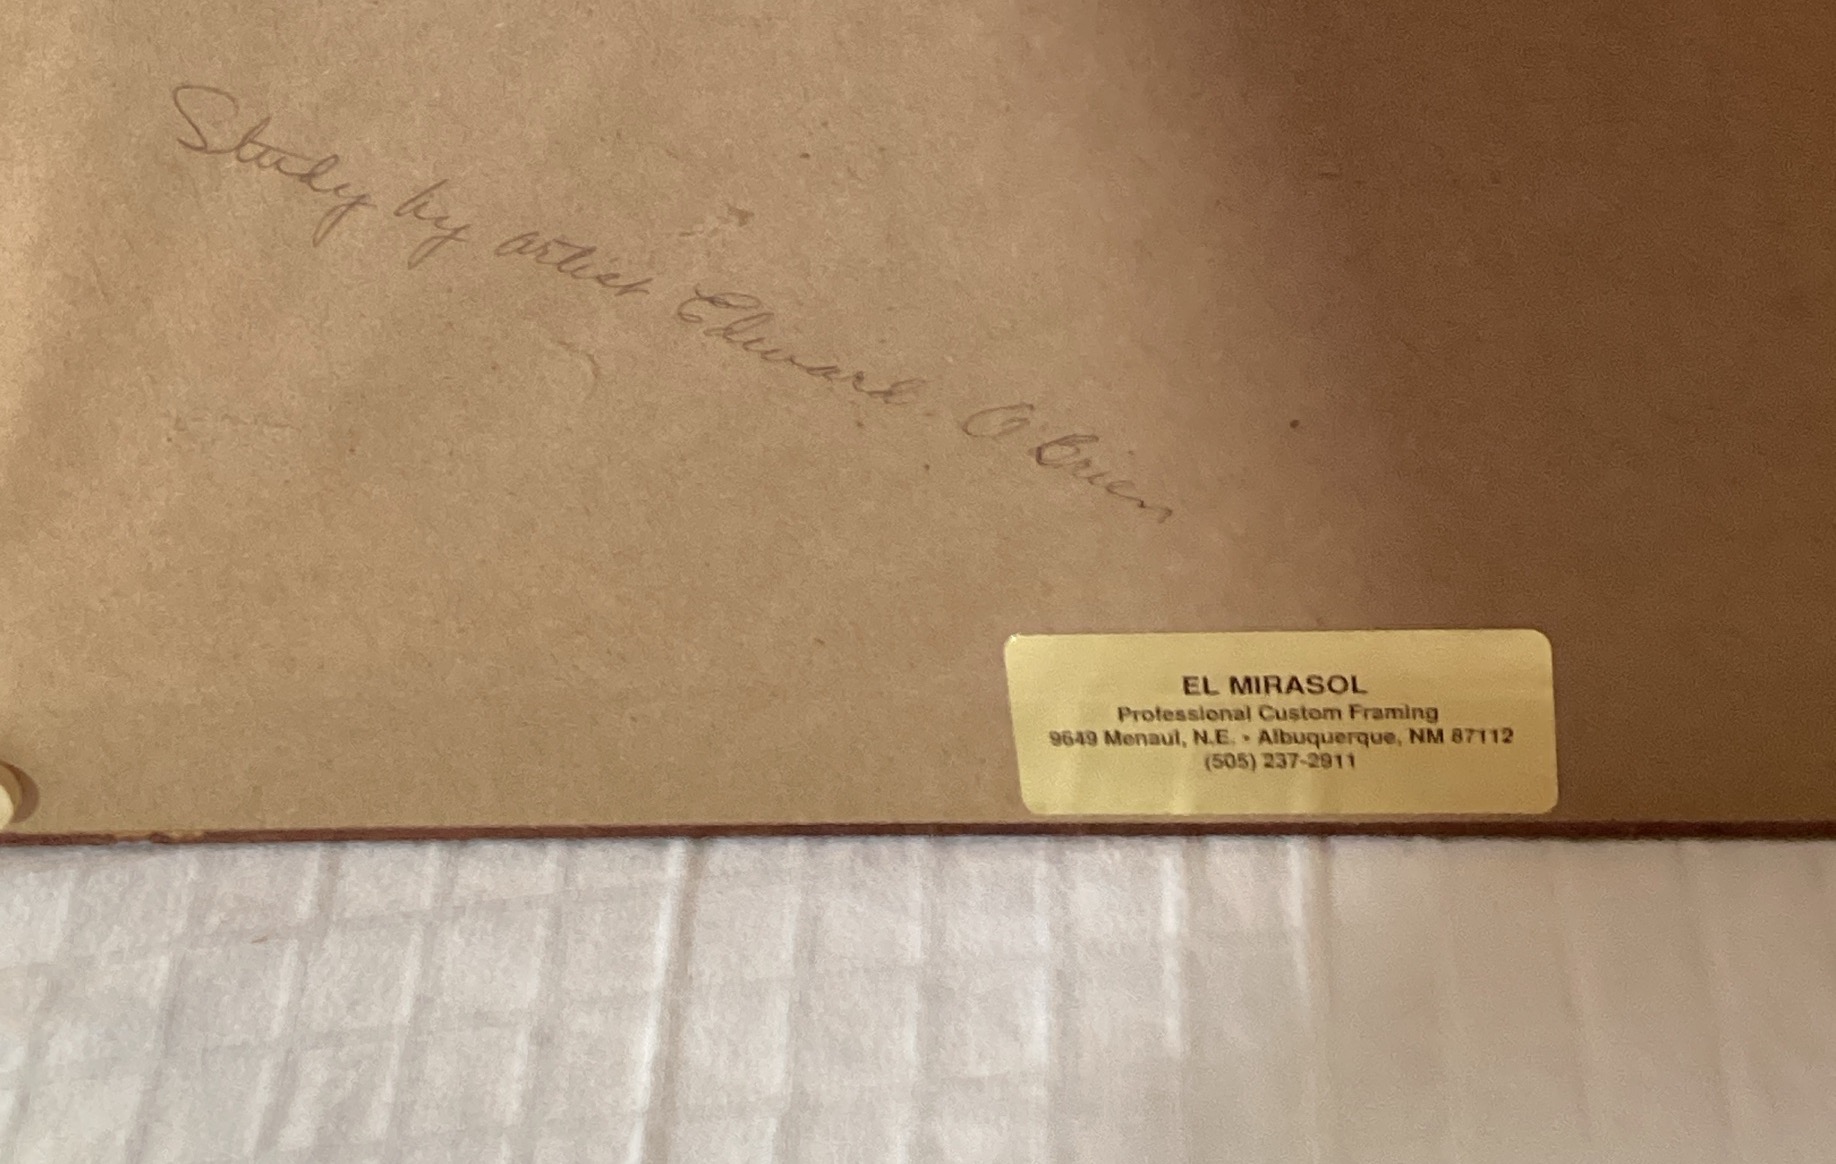 Study by artist Edward O'Brien
EL MIRASOL
Professional Custom Framing
9649 Menaul, N.E. • Albuquerque, NM 87112
(505) 237-2911